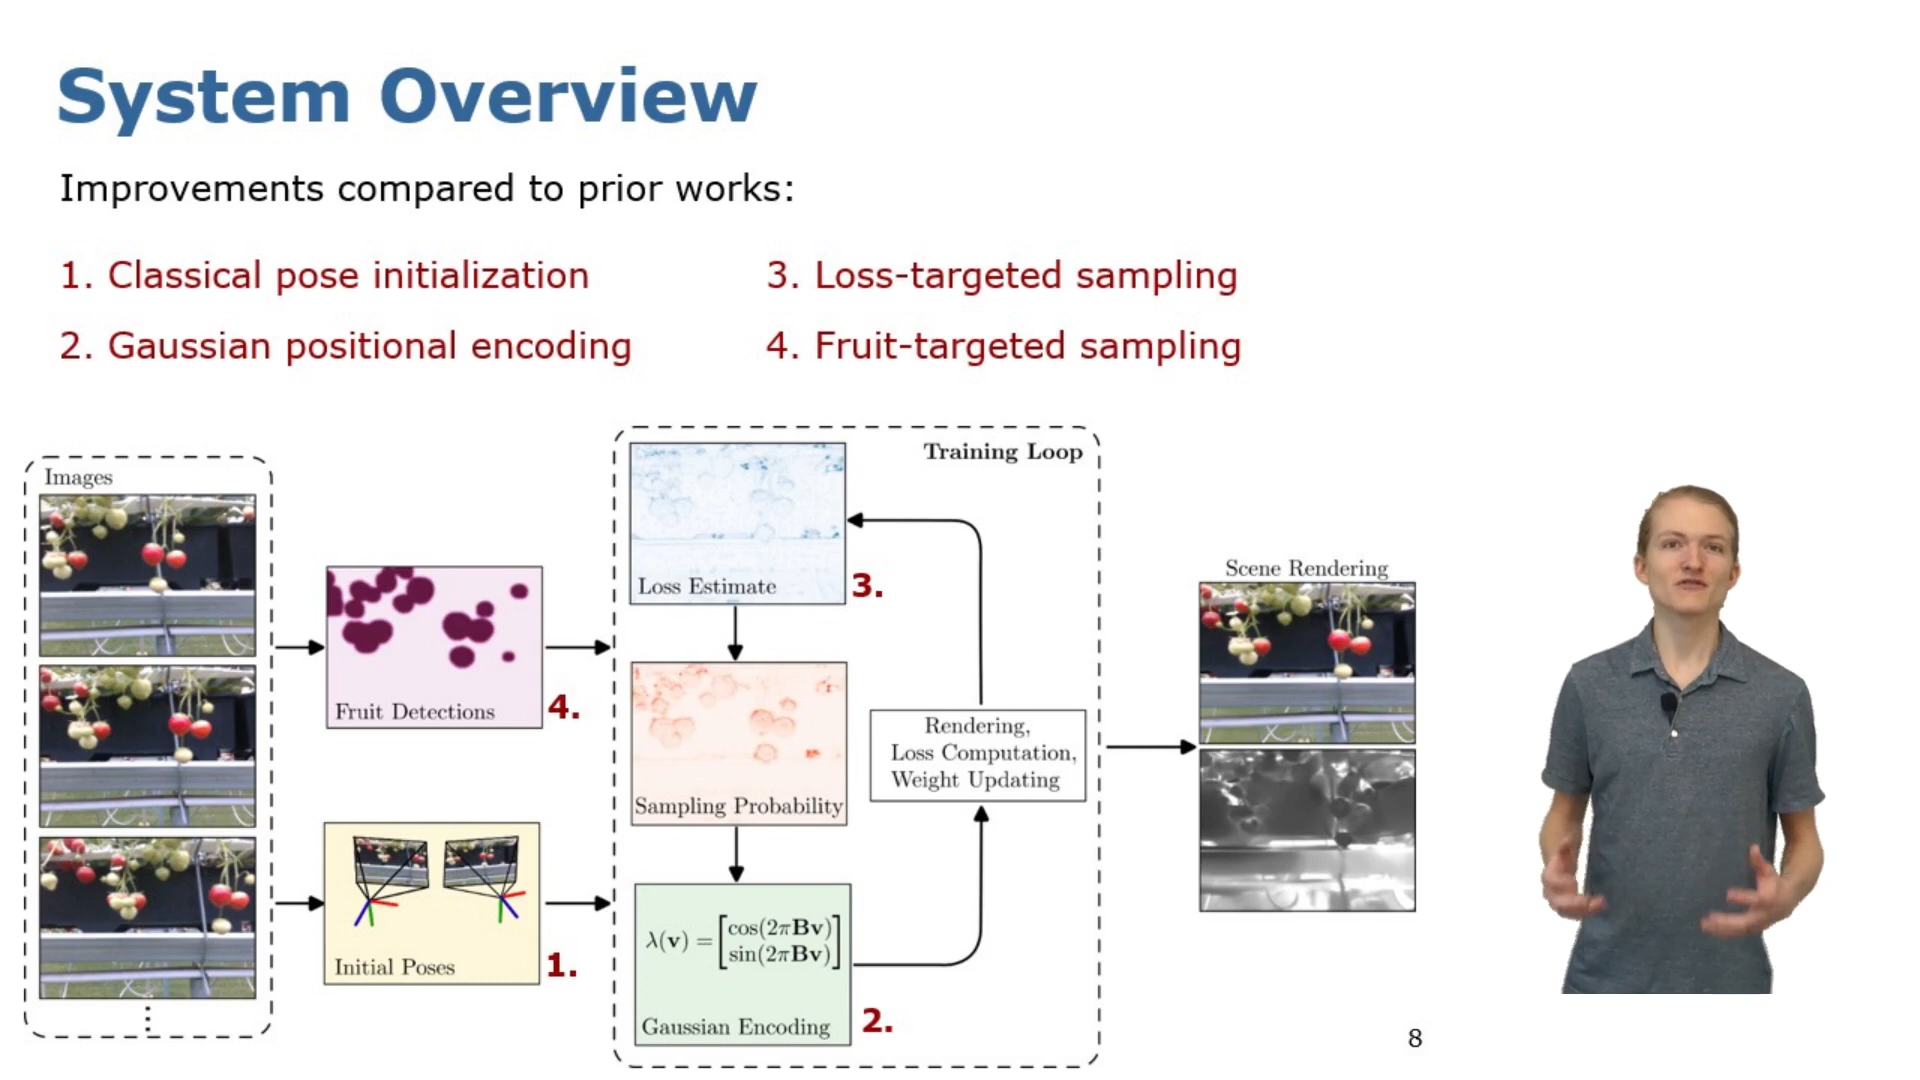 System Overview
Improvements compared to prior works:
1. Classical pose initialization
2. Gaussian positional encoding
3. Loss-targeted sampling
4. Fruit-targeted sampling
Images
Fruit Detections
4.
Initial Poses
1.
Training Loop
Loss Estimate
3.
Sampling Probability
λ(v) = [cos(2πBv)
sin(2πBv)]
Gaussian Encoding
2.
Rendering,
Loss Computation,
Weight Updating
Scene Rendering
8